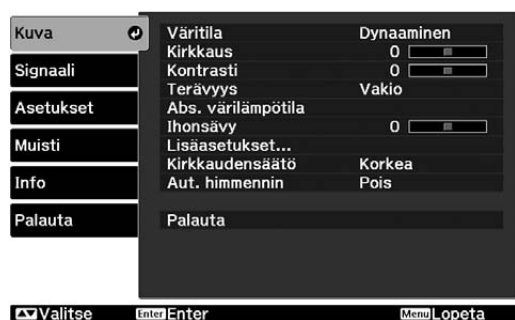 Kuva
Signaali
Asetukset
Muisti
Info
Palauta
Väritila Dynaaminen
Kirkkaus 0
Kontrasti 0
Terävyys Vakio
Abs. värilämpötila
Ihonsävy 0
Lisäasetukset...
Kirkkaudensäätö Korkea
Aut. himmennin Pois
Palauta
Valitse Enter Enter Menu Lopeta